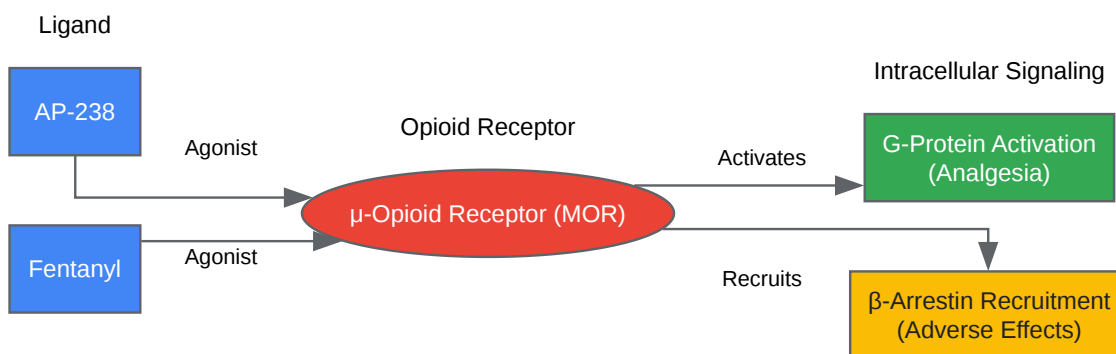 Ligand
AP-238
Fentanyl
Agonist
Agonist
Opioid Receptor
μ-Opioid Receptor (MOR)
Activates
Recruits
Intracellular Signaling
G-Protein Activation
(Analgesia)
β-Arrestin Recruitment
(Adverse Effects)